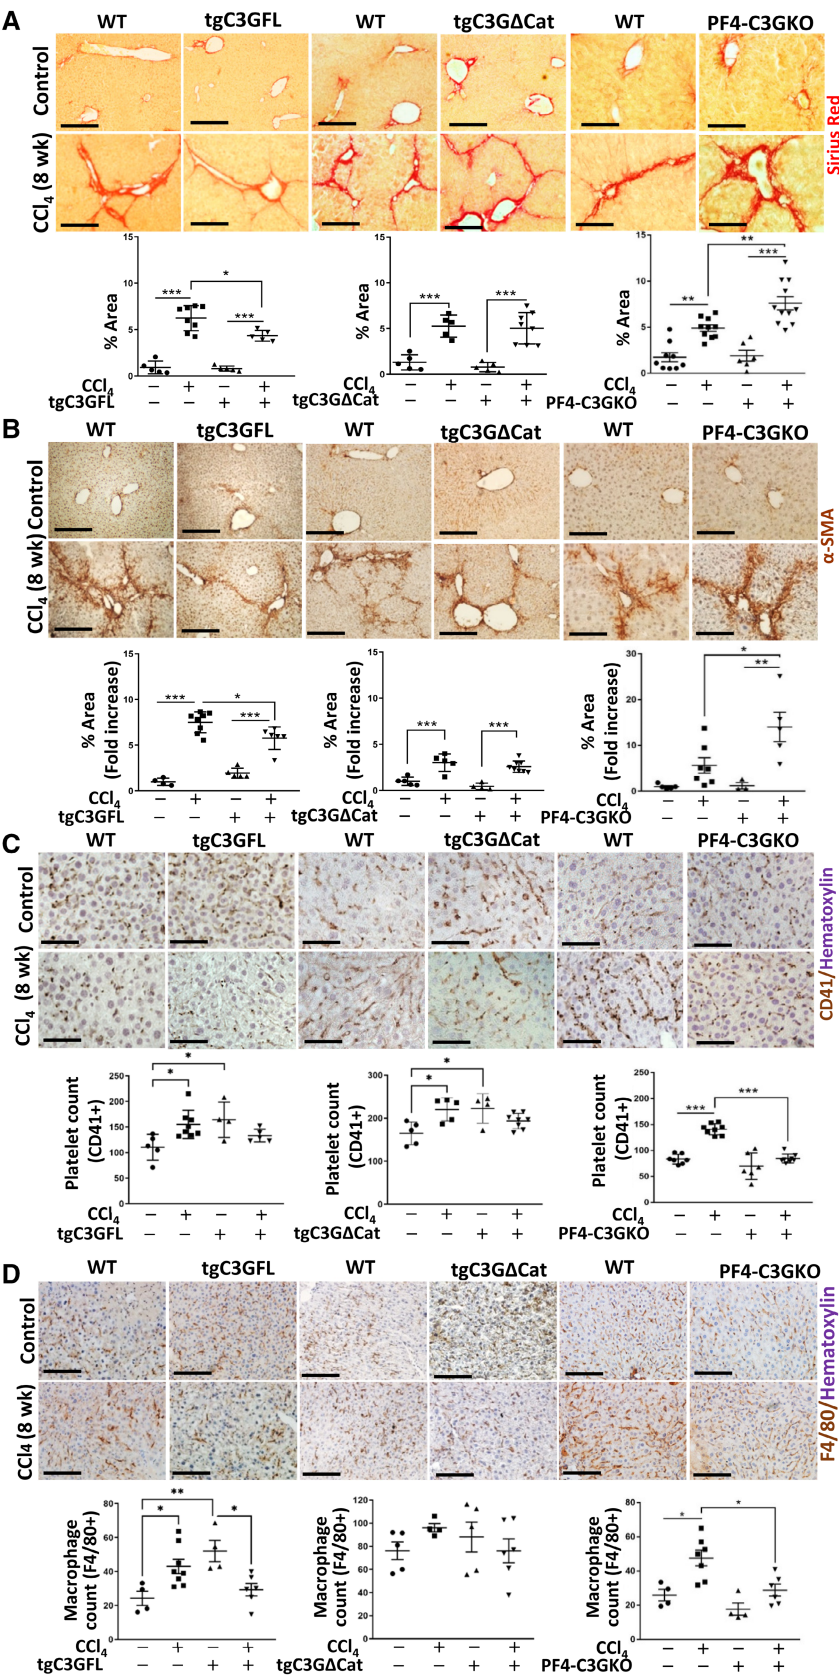 A
WT tgC3GFL WT tgC3GΔCat WT PF4-C3GKO
Control
CCl4 (8 wk)
Sirius Red
15 15 15
10 10 10
5 5 5
0 0 0
% Area % Area % Area
*** *** *
*** ***
** *** **
CCl4 − + − + CCl4 − + − + CCl4 − + − +
tgC3GFL − − + + tgC3GΔCat − − + + PF4-C3GKO − − + +
B
WT tgC3GFL WT tgC3GΔCat WT PF4-C3GKO
Control
CCl4 (8 wk)
α-SMA
15 15 30
10 10 20
5 5 10
0 0 0
% Area (Fold increase) % Area (Fold increase) % Area (Fold increase)
*** *** *
*** ***
** *
CCl4 − + − + CCl4 − + − + CCl4 − + − +
tgC3GFL − − + + tgC3GΔCat − − + + PF4-C3GKO − − + +
C
WT tgC3GFL WT tgC3GΔCat WT PF4-C3GKO
Control
CCl4 (8 wk)
CD41/Hematoxylin
250 300 250
200 200 200
150 100 150
100 0 100
50 50
0 0
Platelet count (CD41+) Platelet count (CD41+) Platelet count (CD41+)
* *
* *
*** ***
CCl4 − + − + CCl4 − + − + CCl4 − + − +
tgC3GFL − − + + tgC3GΔCat − − + + PF4-C3GKO − − + +
D
WT tgC3GFL WT tgC3GΔCat WT PF4-C3GKO
Control
CCl4 (8 wk)
F4/80/Hematoxylin
80 120 80
60 100 60
40 80 40
20 60 20
0 40 0
20
0
Macrophage count (F4/80+) Macrophage count (F4/80+) Macrophage count (F4/80+)
* ** *
* *
CCl4 − + − + CCl4 − + − + CCl4 − + − +
tgC3GFL − − + + tgC3GΔCat − − + + PF4-C3GKO − − + +